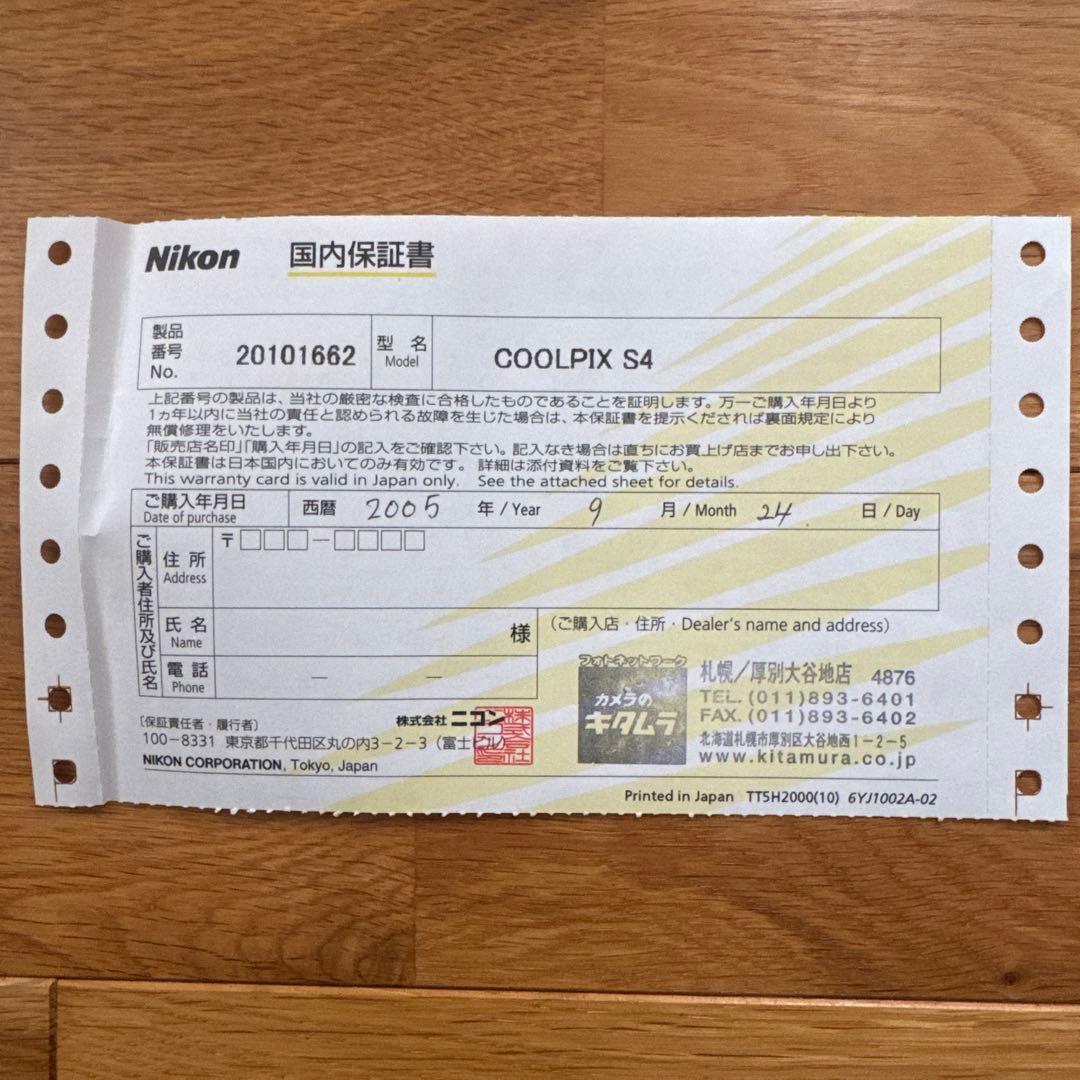 Nikon 国内保証書
製品番号 No. 20101662 型名 Model COOLPIX S4
上記番号の製品は、当社の厳密な検査に合格したものであることを証明します。万一ご購入年月日より
1ヵ年以内に当社の責任と認められる故障を生じた場合は、本保証書を提示くだされば裏面規定により
無償修理をいたします。
「販売店名印」「購入年月日」の記入をご確認下さい。記入なき場合は直ちにお買上げ店までお申し出下さい。
本保証書は日本国内においてのみ有効です。 詳細は添付資料をご覧下さい。
This warranty card is valid in Japan only. See the attached sheet for details.
ご購入年月日 Date of purchase 西暦 2005 年 / Year 9 月 / Month 24 日 / Day
ご購入者住所及び氏名
〒□□□－□□□□
住所 Address
氏名 Name 様
電話 Phone － －
（ご購入店・住所・Dealer's name and address）
フォトネットワーク
カメラの
キタムラ
札幌／厚別大谷地店 4876
TEL. (011)893-6401
FAX. (011)893-6402
北海道札幌市厚別区大谷地西1-2-5
www.kitamura.co.jp
〔保証責任者・履行者〕 株式会社 ニコン
100-8331 東京都千代田区丸の内3-2-3（富士ビル）
NIKON CORPORATION, Tokyo, Japan
Printed in Japan TT5H2000(10) 6YJ1002A-02